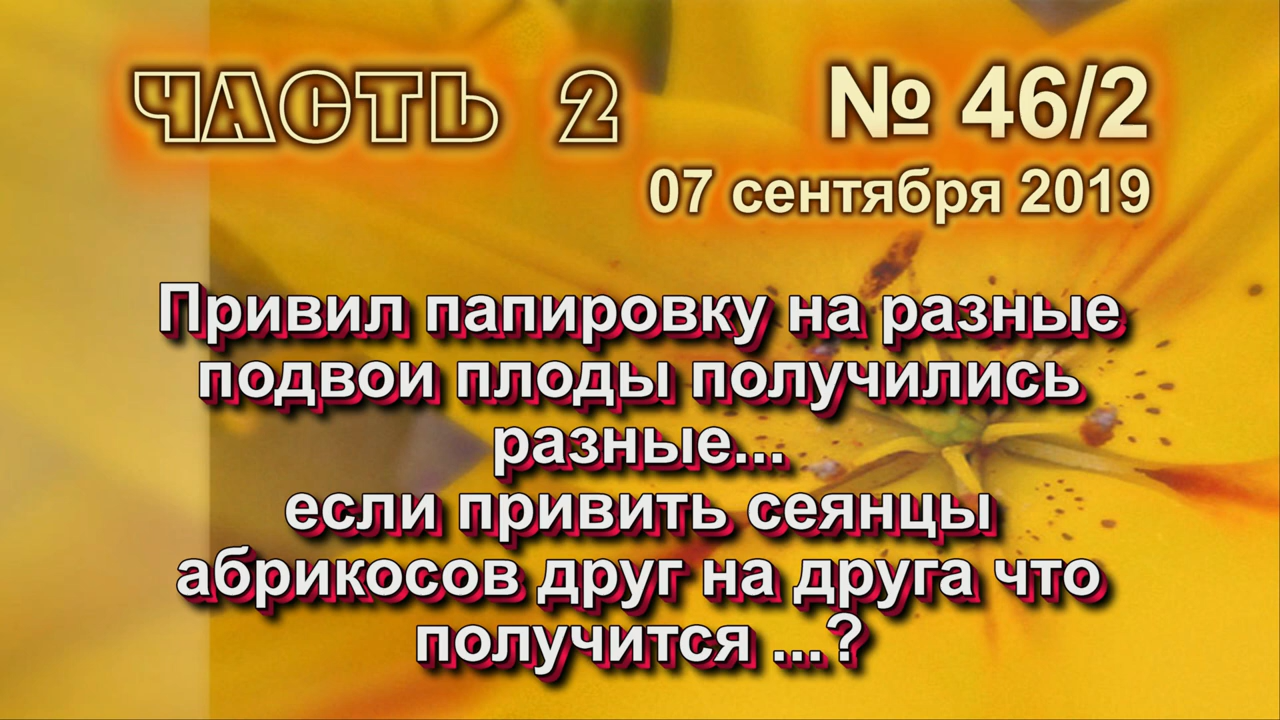 ЧАСТЬ 2
№ 46/2
07 сентября 2019
Привил папировку на разные
подвои плоды получились
разные...
если привить сеянцы
абрикосов друг на друга что
получится ...?